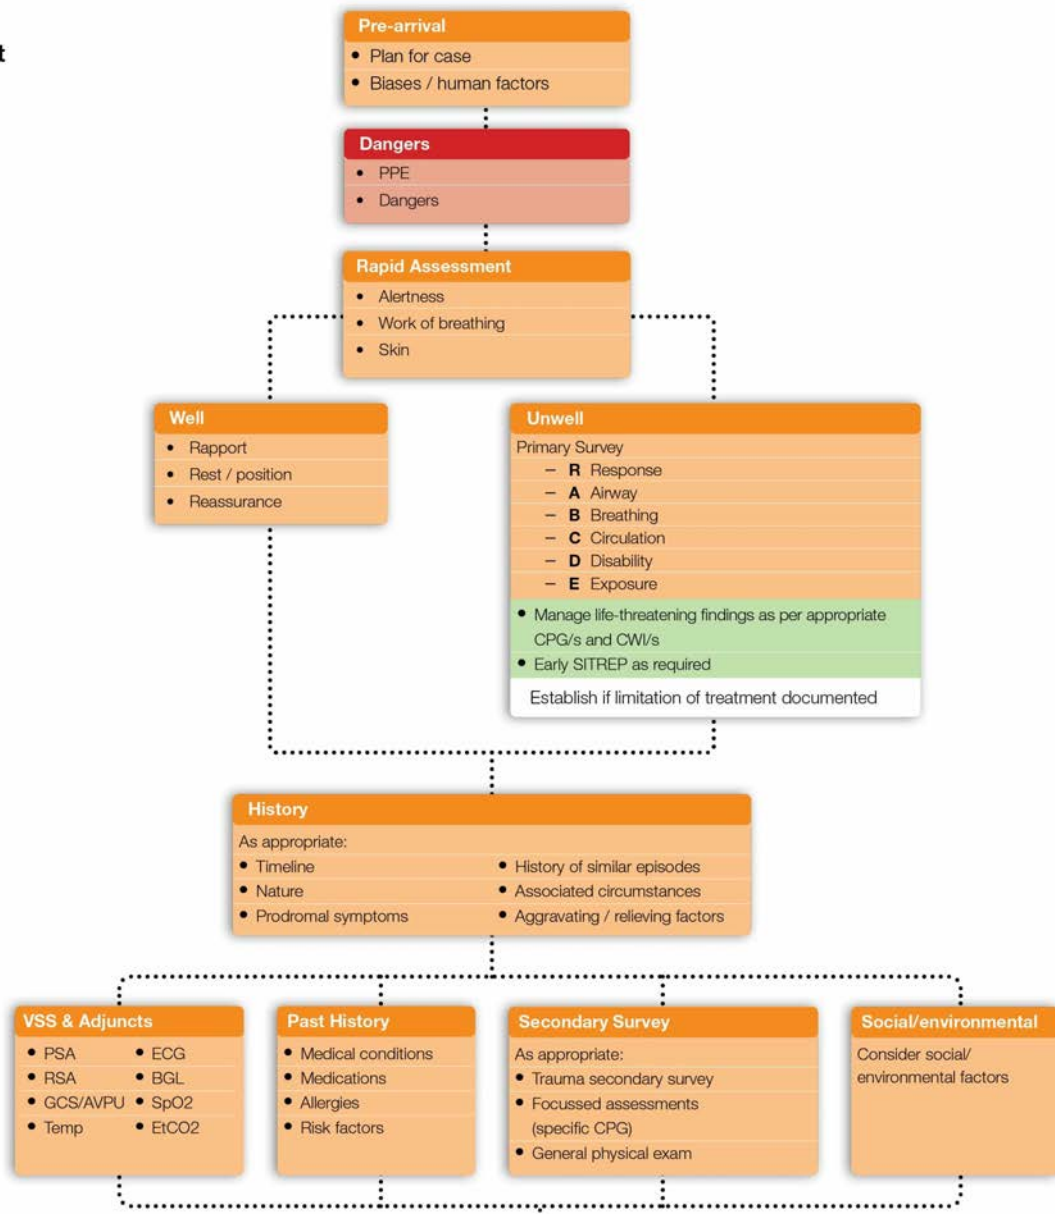 t
Pre-arrival
• Plan for case
• Biases / human factors
Dangers
• PPE
• Dangers
Rapid Assessment
• Alertness
• Work of breathing
• Skin
Well
• Rapport
• Rest / position
• Reassurance
Unwell
Primary Survey
– R Response
– A Airway
– B Breathing
– C Circulation
– D Disability
– E Exposure
• Manage life-threatening findings as per appropriate
CPG/s and CWI/s
• Early SITREP as required
Establish if limitation of treatment documented
History
As appropriate:
• Timeline
• Nature
• Prodromal symptoms
• History of similar episodes
• Associated circumstances
• Aggravating / relieving factors
VSS & Adjuncts
• PSA
• RSA
• GCS/AVPU
• Temp
• ECG
• BGL
• SpO2
• EtCO2
Past History
• Medical conditions
• Medications
• Allergies
• Risk factors
Secondary Survey
As appropriate:
• Trauma secondary survey
• Focussed assessments
(specific CPG)
• General physical exam
Social/environmental
Consider social/
environmental factors